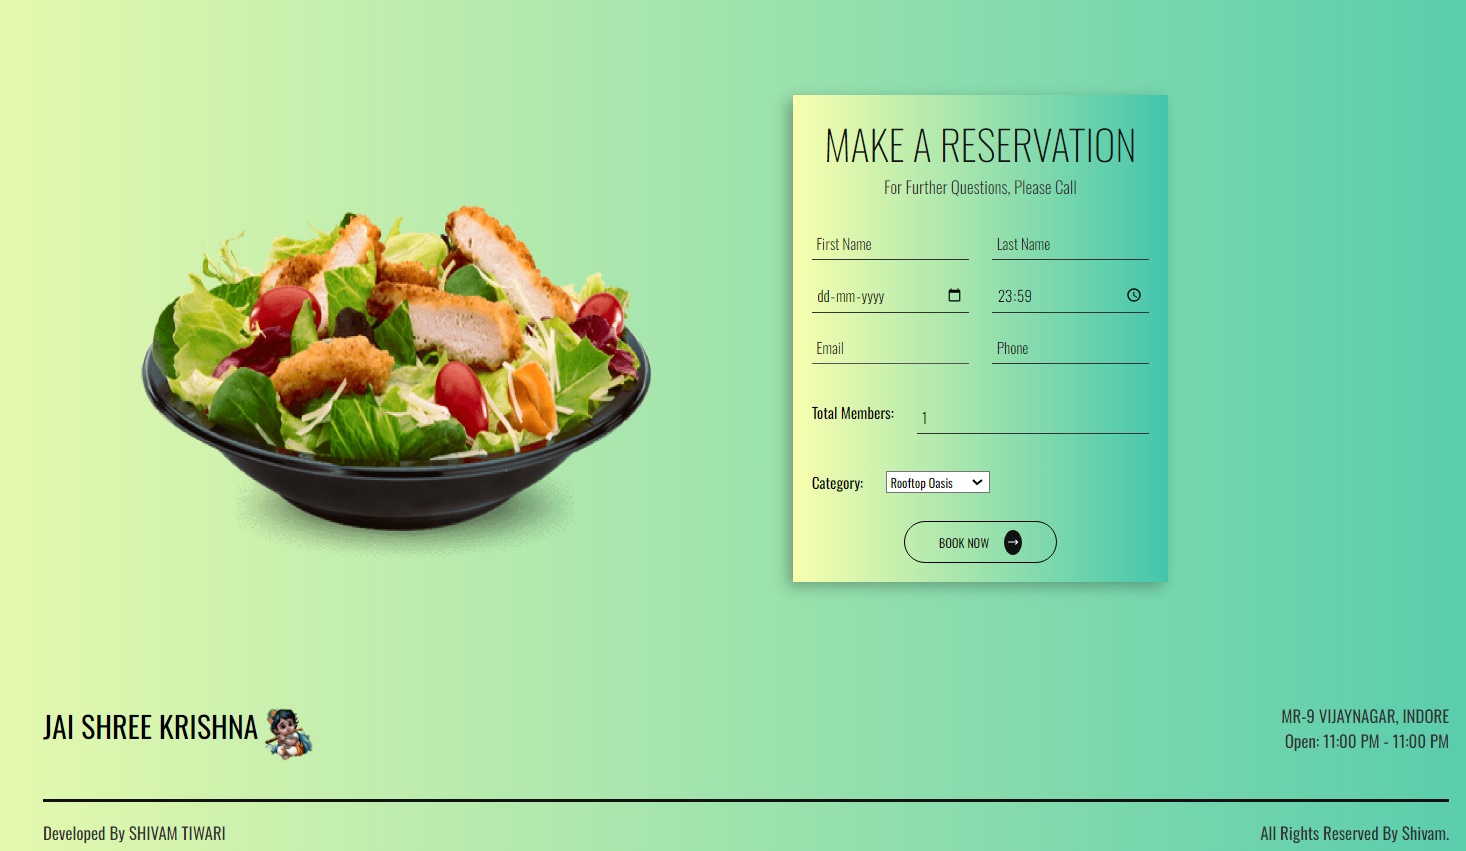 MAKE A RESERVATION
For Further Questions, Please Call
First Name Last Name
dd-mm-yyyy 23:59
Email Phone
Total Members: 1
Category: Rooftop Oasis
BOOK NOW
JAI SHREE KRISHNA
MR-9 VIJAYNAGAR, INDORE
Open: 11:00 PM - 11:00 PM
Developed By SHIVAM TIWARI
All Rights Reserved By Shivam.